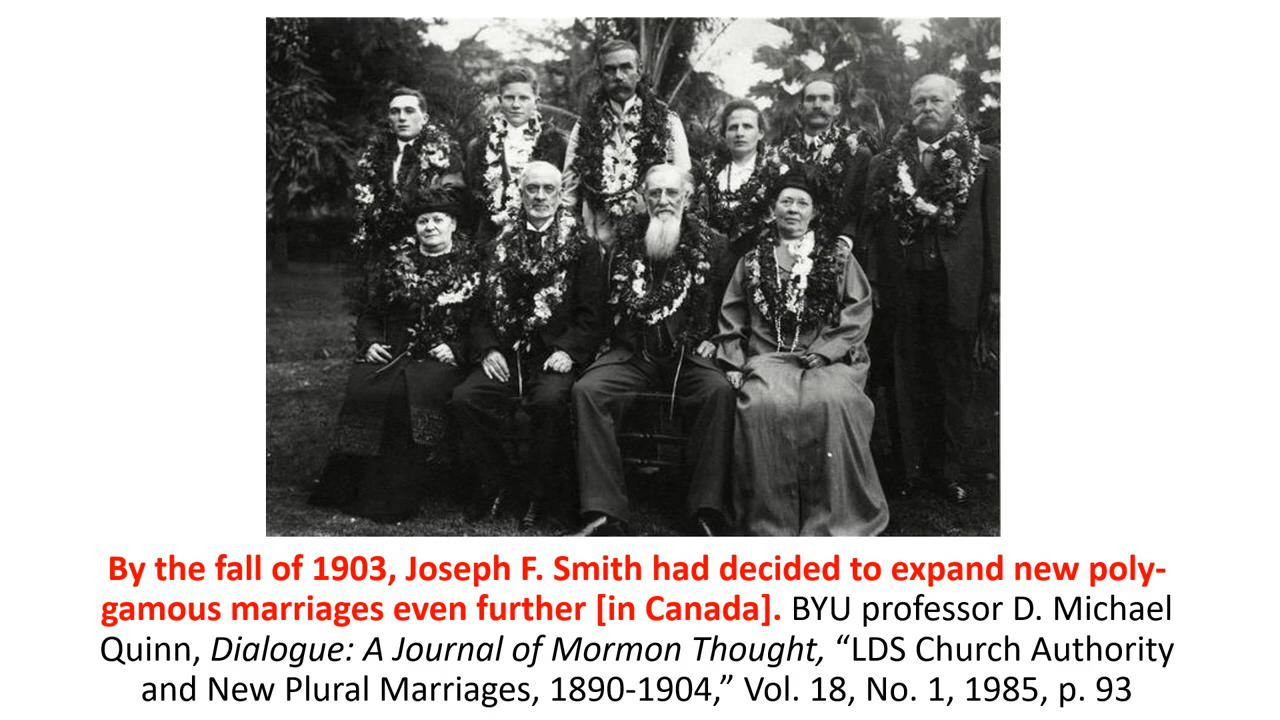 By the fall of 1903, Joseph F. Smith had decided to expand new poly-
gamous marriages even further [in Canada]. BYU professor D. Michael
Quinn, Dialogue: A Journal of Mormon Thought, “LDS Church Authority
and New Plural Marriages, 1890-1904,” Vol. 18, No. 1, 1985, p. 93